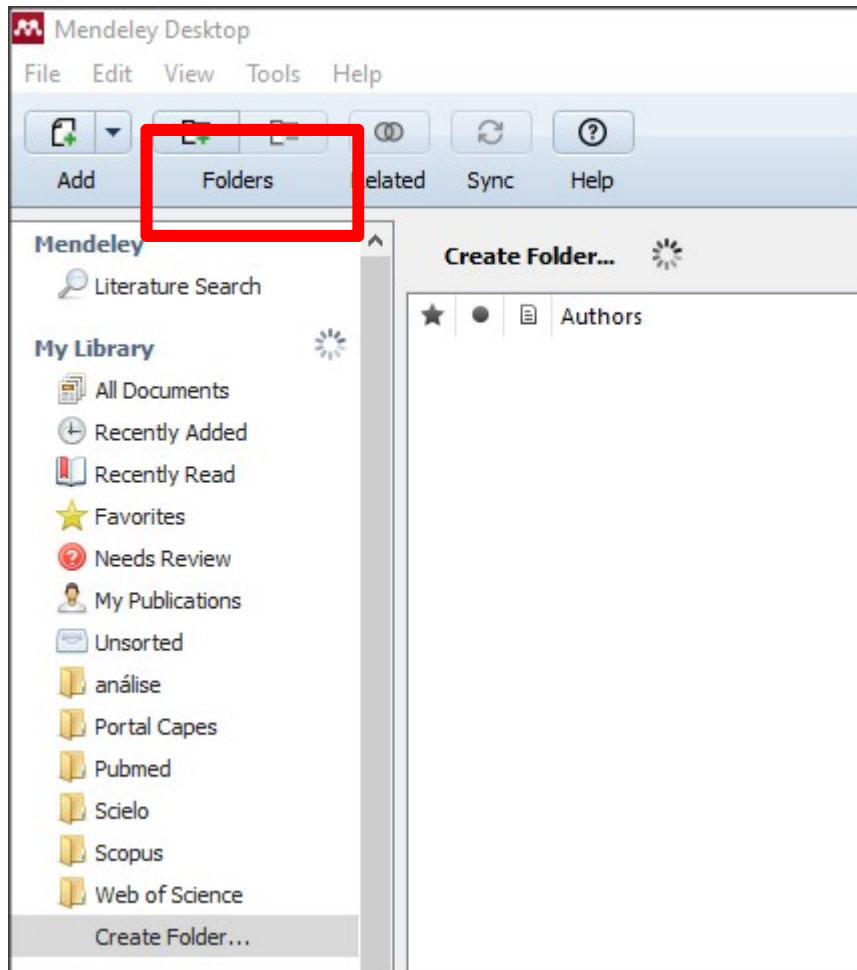 Mendeley Desktop
File Edit View Tools Help
Add Folders Related Sync Help
Mendeley
Literature Search
My Library
All Documents
Recently Added
Recently Read
Favorites
Needs Review
My Publications
Unsorted
análise
Portal Capes
Pubmed
Scielo
Scopus
Web of Science
Create Folder...
Create Folder...
Authors